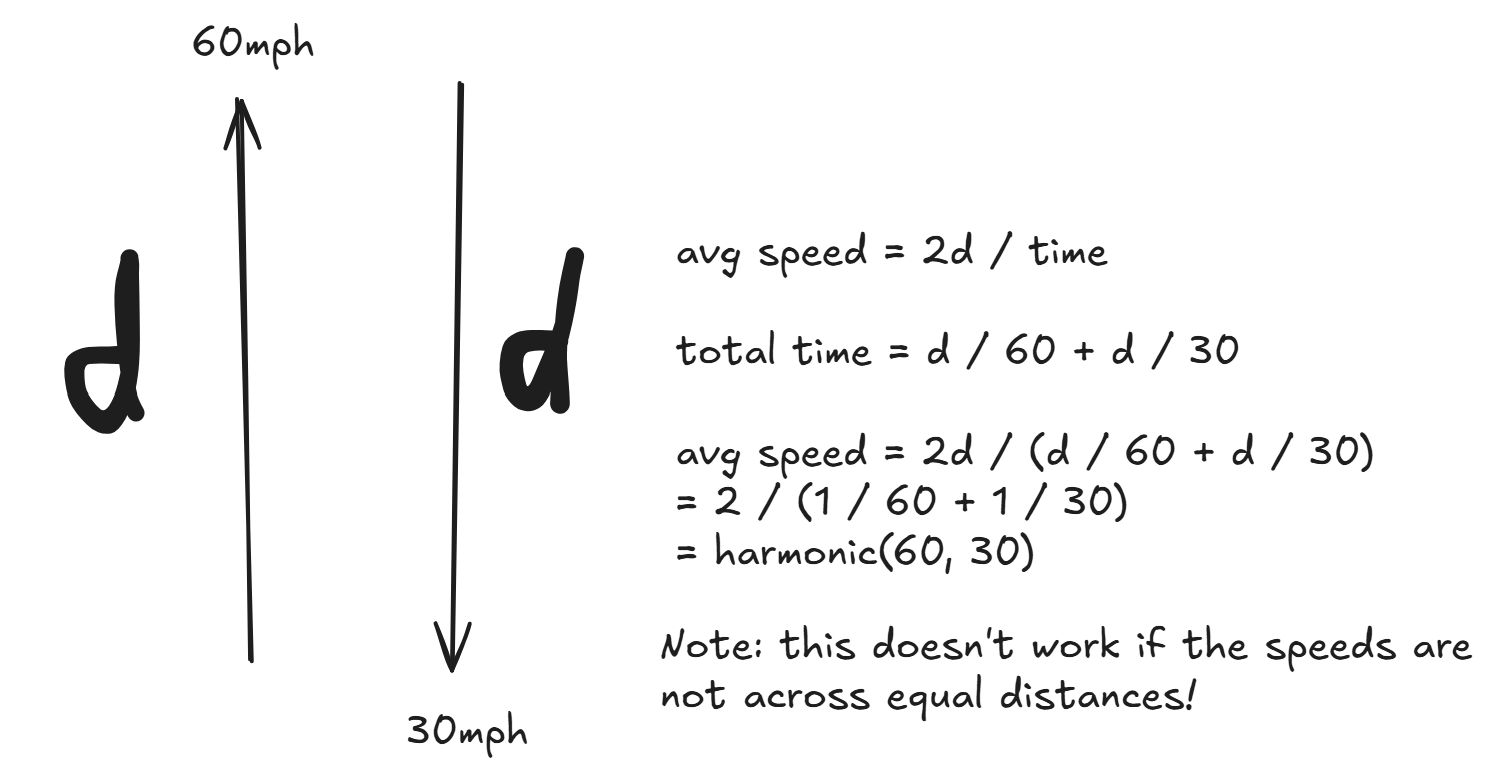 60mph
d
d
avg speed = 2d / time
total time = d / 60 + d / 30
avg speed = 2d / (d / 60 + d / 30)
= 2 / (1 / 60 + 1 / 30)
= harmonic(60, 30)
Note: this doesn't work if the speeds are
not across equal distances!
30mph